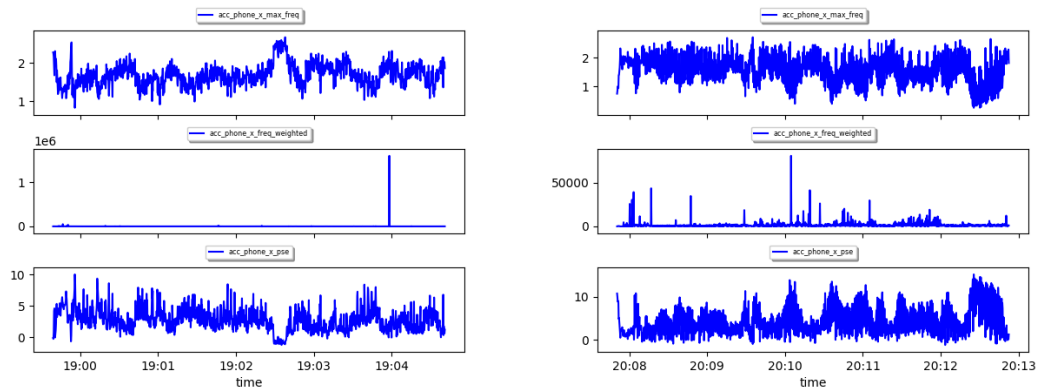 acc_phone_x_max_freq
2
1
1e6
acc_phone_x_freq_weighted
1
0
acc_phone_x_pse
10
5
0
19:00 19:01 19:02 19:03 19:04
time
acc_phone_x_max_freq
2
1
acc_phone_x_freq_weighted
50000
0
acc_phone_x_pse
10
0
20:08 20:09 20:10 20:11 20:12 20:13
time